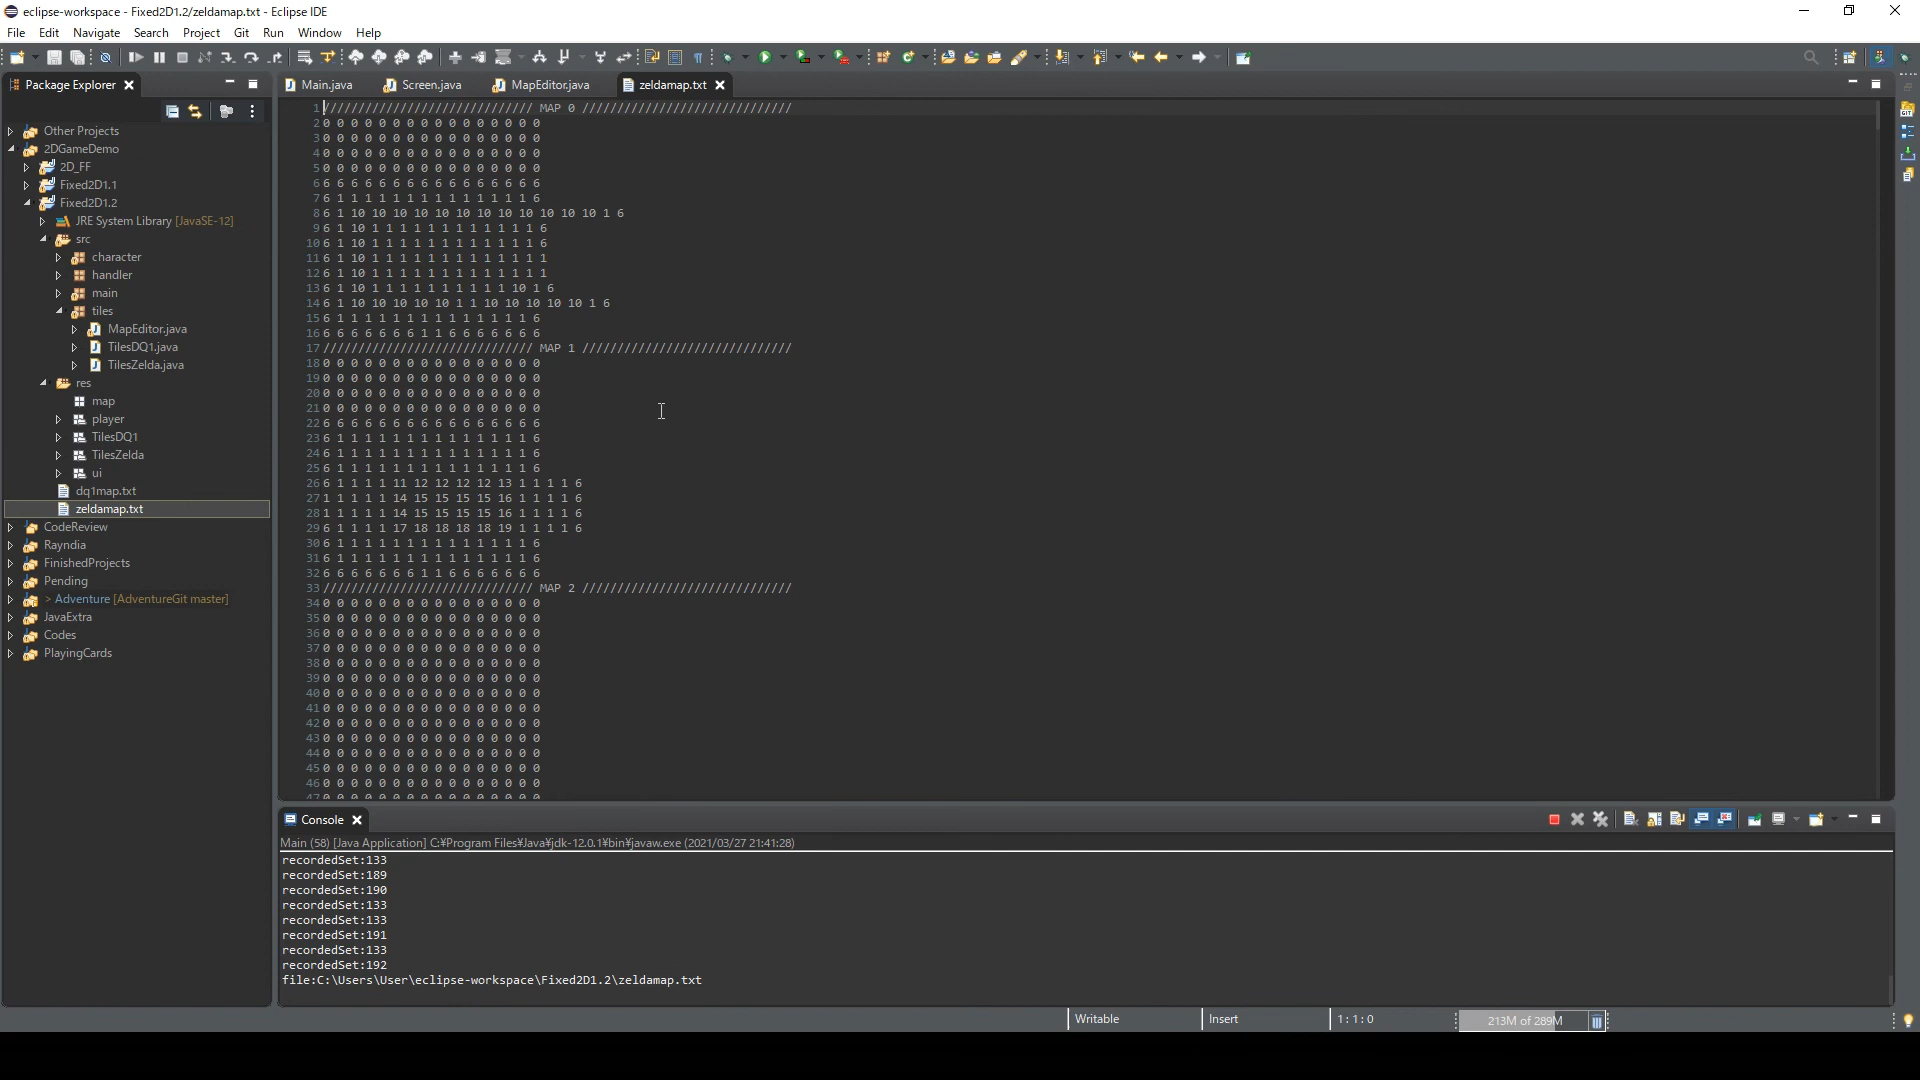 eclipse-workspace - Fixed2D1.2/zeldamap.txt - Eclipse IDE
File Edit Navigate Search Project Git Run Window Help
Package Explorer
Other Projects
2DGameDemo
2D_FF
Fixed2D1.1
Fixed2D1.2
JRE System Library [JavaSE-12]
src
character
handler
main
tiles
MapEditor.java
TilesDQ1.java
TilesZelda.java
res
map
player
TilesDQ1
TilesZelda
ui
dq1map.txt
zeldamap.txt
CodeReview
Rayndia
FinishedProjects
Pending
> Adventure [AdventureGit master]
JavaExtra
Codes
PlayingCards
Main.java Screen.java MapEditor.java zeldamap.txt
1 ////////////////////////////// MAP 0 //////////////////////////////
2 0 0 0 0 0 0 0 0 0 0 0 0 0 0 0 0
3 0 0 0 0 0 0 0 0 0 0 0 0 0 0 0 0
4 0 0 0 0 0 0 0 0 0 0 0 0 0 0 0 0
5 0 0 0 0 0 0 0 0 0 0 0 0 0 0 0 0
6 6 6 6 6 6 6 6 6 6 6 6 6 6 6 6 6
7 6 1 1 1 1 1 1 1 1 1 1 1 1 1 1 6
8 6 1 10 10 10 10 10 10 10 10 10 10 10 10 1 6
9 6 1 10 1 1 1 1 1 1 1 1 1 1 1 1 6
10 6 1 10 1 1 1 1 1 1 1 1 1 1 1 1 6
11 6 1 10 1 1 1 1 1 1 1 1 1 1 1 1 1
12 6 1 10 1 1 1 1 1 1 1 1 1 1 1 1 1
13 6 1 10 1 1 1 1 1 1 1 1 1 1 10 1 6
14 6 1 10 10 10 10 10 1 1 10 10 10 10 10 1 6
15 6 1 1 1 1 1 1 1 1 1 1 1 1 1 1 6
16 6 6 6 6 6 6 6 1 1 6 6 6 6 6 6 6
17 ////////////////////////////// MAP 1 //////////////////////////////
18 0 0 0 0 0 0 0 0 0 0 0 0 0 0 0 0
19 0 0 0 0 0 0 0 0 0 0 0 0 0 0 0 0
20 0 0 0 0 0 0 0 0 0 0 0 0 0 0 0 0
21 0 0 0 0 0 0 0 0 0 0 0 0 0 0 0 0
22 6 6 6 6 6 6 6 6 6 6 6 6 6 6 6 6
23 6 1 1 1 1 1 1 1 1 1 1 1 1 1 1 6
24 6 1 1 1 1 1 1 1 1 1 1 1 1 1 1 6
25 6 1 1 1 1 1 1 1 1 1 1 1 1 1 1 6
26 6 1 1 1 1 11 12 12 12 12 13 1 1 1 1 6
27 1 1 1 1 1 14 15 15 15 15 16 1 1 1 1 6
28 1 1 1 1 1 14 15 15 15 15 16 1 1 1 1 6
29 6 1 1 1 1 17 18 18 18 18 19 1 1 1 1 6
30 6 1 1 1 1 1 1 1 1 1 1 1 1 1 1 6
31 6 1 1 1 1 1 1 1 1 1 1 1 1 1 1 6
32 6 6 6 6 6 6 6 1 1 6 6 6 6 6 6 6
33 ////////////////////////////// MAP 2 //////////////////////////////
34 0 0 0 0 0 0 0 0 0 0 0 0 0 0 0 0
35 0 0 0 0 0 0 0 0 0 0 0 0 0 0 0 0
36 0 0 0 0 0 0 0 0 0 0 0 0 0 0 0 0
37 0 0 0 0 0 0 0 0 0 0 0 0 0 0 0 0
38 0 0 0 0 0 0 0 0 0 0 0 0 0 0 0 0
39 0 0 0 0 0 0 0 0 0 0 0 0 0 0 0 0
40 0 0 0 0 0 0 0 0 0 0 0 0 0 0 0 0
41 0 0 0 0 0 0 0 0 0 0 0 0 0 0 0 0
42 0 0 0 0 0 0 0 0 0 0 0 0 0 0 0 0
43 0 0 0 0 0 0 0 0 0 0 0 0 0 0 0 0
44 0 0 0 0 0 0 0 0 0 0 0 0 0 0 0 0
45 0 0 0 0 0 0 0 0 0 0 0 0 0 0 0 0
46 0 0 0 0 0 0 0 0 0 0 0 0 0 0 0 0
47 0 0 0 0 0 0 0 0 0 0 0 0 0 0 0 0
Console
Main (58) [Java Application] C:¥Program Files¥Java¥jdk-12.0.1¥bin¥javaw.exe (2021/03/27 21:41:28)
recordedSet:133
recordedSet:189
recordedSet:190
recordedSet:133
recordedSet:133
recordedSet:191
recordedSet:133
recordedSet:192
file:C:\Users\User\eclipse-workspace\Fixed2D1.2\zeldamap.txt
Writable Insert 1:1:0 213M of 289M